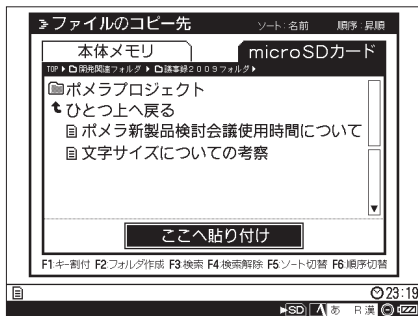 ファイルのコピー先 ソート:名前 順序:昇順
本体メモリ microSDカード
TOP▶開発関連フォルダ▶議事録2009フォルダ▶
ポメラプロジェクト
ひとつ上へ戻る
ポメラ新製品検討会議使用時間について
文字サイズについての考察
ここへ貼り付け
F1:キー割付 F2:フォルダ作成 F3:検索 F4:検索解除 F5:ソート切替 F6:順序切替
23:19
▶SD あ R漢